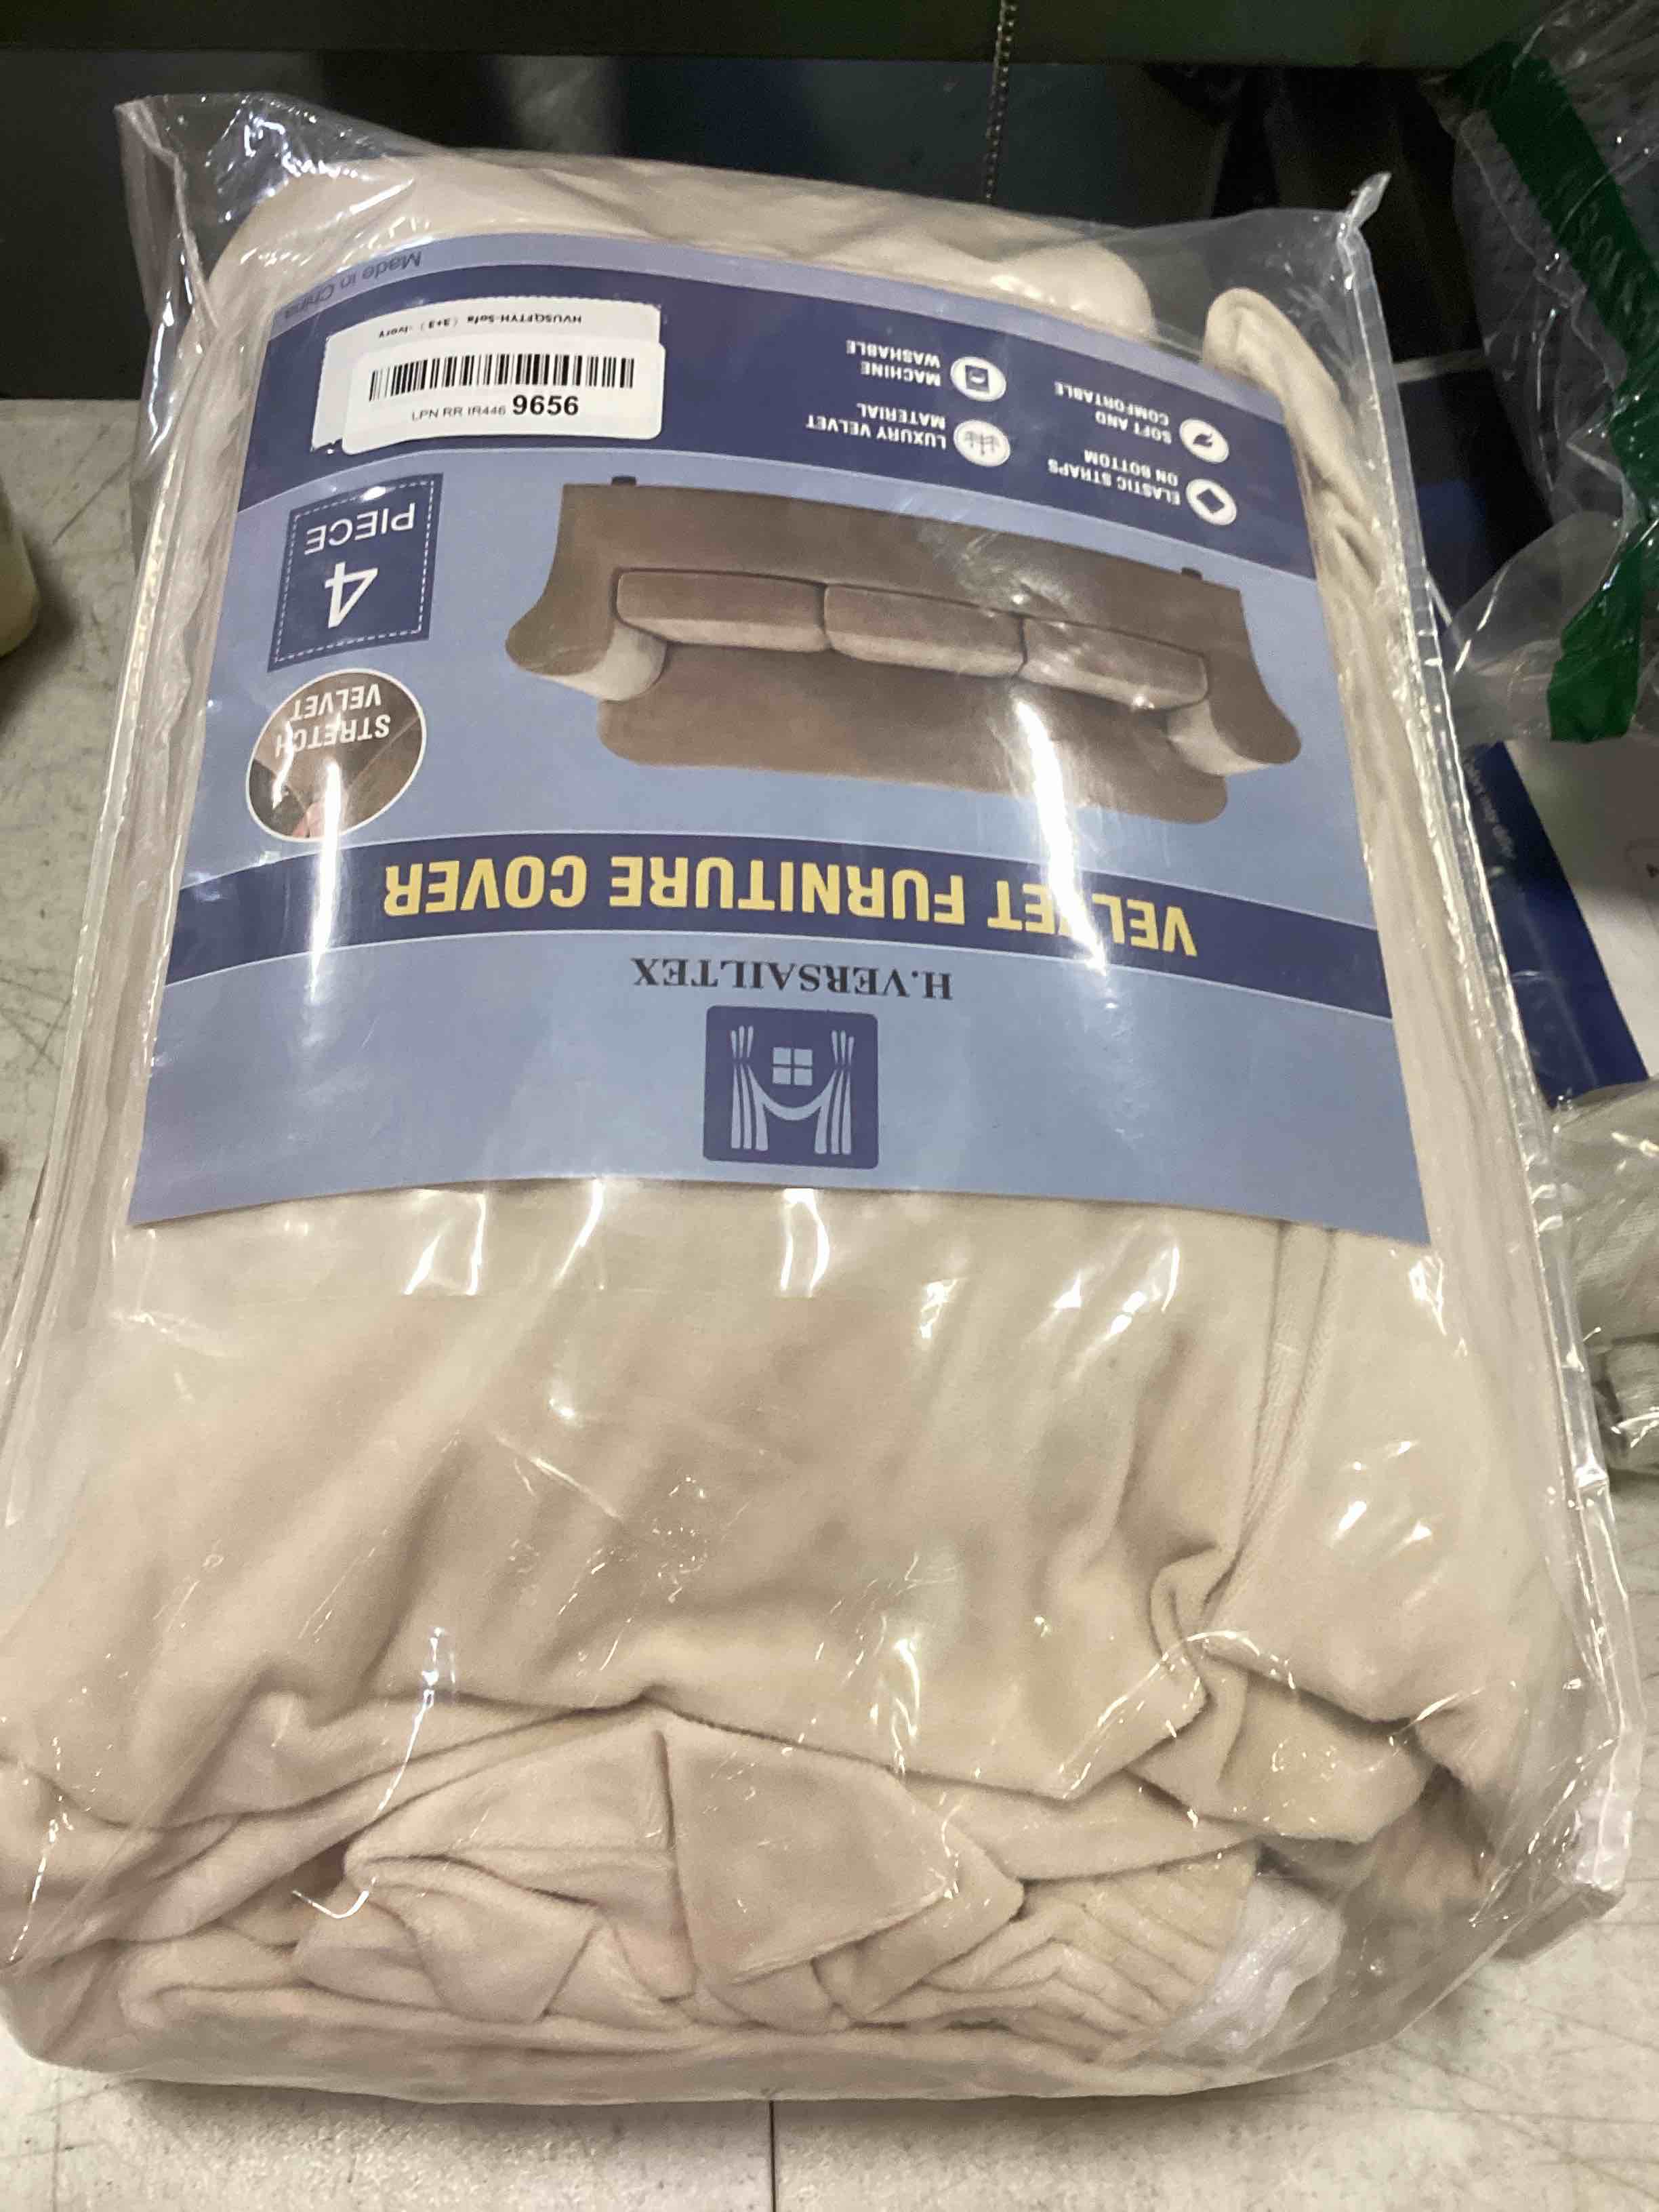 H.VERSAILTEX
VELVET FURNITURE COVER
STRETCH
VELVET
4
PIECE
ELASTIC STRAPS
ON BOTTOM
LUXURY VELVET
MATERIAL
SOFT AND
COMFORTABLE
MACHINE
WASHABLE
LPN RR IR446 9656
HVUSQFTYH-Sofa (3+3) -Ivory
Made in China